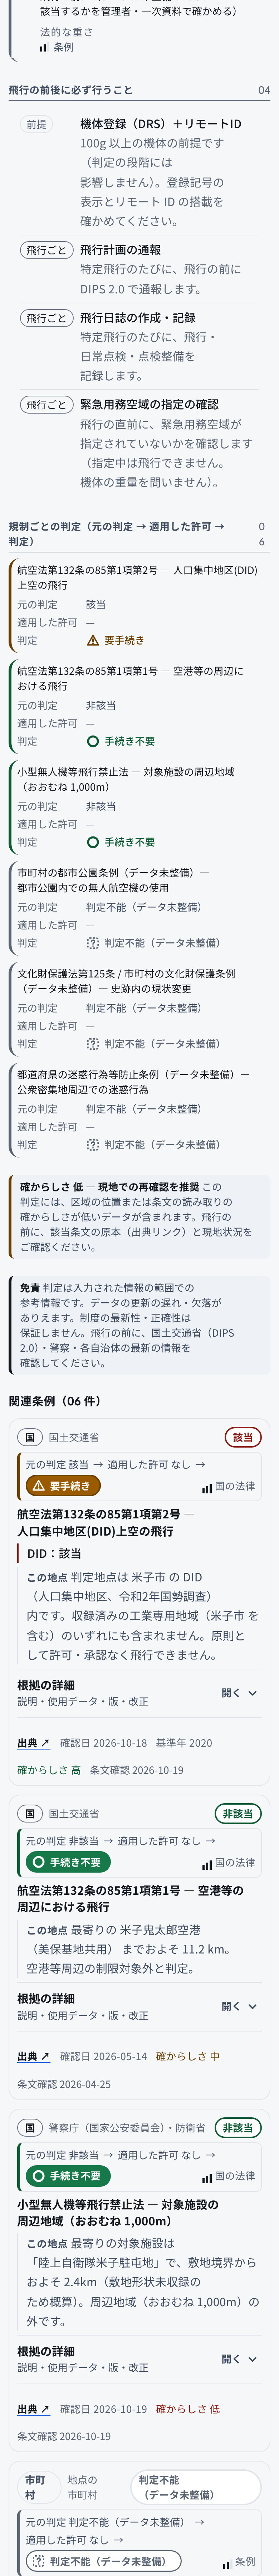 該当するかを管理者・一次資料で確かめる）
法的な重さ
条例
飛行の前後に必ず行うこと 04
前提 機体登録（DRS）＋リモートID
100g 以上の機体の前提です
（判定の段階には
影響しません）。登録記号の
表示とリモート ID の搭載を
確かめてください。
飛行ごと 飛行計画の通報
特定飛行のたびに、飛行の前に
DIPS 2.0 で通報します。
飛行ごと 飛行日誌の作成・記録
特定飛行のたびに、飛行・
日常点検・点検整備を
記録します。
飛行ごと 緊急用務空域の指定の確認
飛行の直前に、緊急用務空域が
指定されていないかを確認します
（指定中は飛行できません。
機体の重量を問いません）。
規制ごとの判定（元の判定 → 適用した許可 → 0
判定） 6
航空法第132条の85第1項第2号 — 人口集中地区(DID)
上空の飛行
元の判定 該当
適用した許可 —
判定 要手続き
航空法第132条の85第1項第1号 — 空港等の周辺に
おける飛行
元の判定 非該当
適用した許可 —
判定 手続き不要
小型無人機等飛行禁止法 — 対象施設の周辺地域
（おおむね 1,000m）
元の判定 非該当
適用した許可 —
判定 手続き不要
市町村の都市公園条例（データ未整備）—
都市公園内での無人航空機の使用
元の判定 判定不能（データ未整備）
適用した許可 —
判定 判定不能（データ未整備）
文化財保護法第125条 / 市町村の文化財保護条例
（データ未整備）— 史跡内の現状変更
元の判定 判定不能（データ未整備）
適用した許可 —
判定 判定不能（データ未整備）
都道府県の迷惑行為等防止条例（データ未整備）—
公衆密集地周辺での迷惑行為
元の判定 判定不能（データ未整備）
適用した許可 —
判定 判定不能（データ未整備）
確からしさ 低 — 現地での再確認を推奨 この
判定には、区域の位置または条文の読み取りの
確からしさが低いデータが含まれます。飛行の
前に、該当条文の原本（出典リンク）と現地状況を
ご確認ください。
免責 判定は入力された情報の範囲での
参考情報です。データの更新の遅れ・欠落が
ありえます。制度の最新性・正確性は
保証しません。飛行の前に、国土交通省（DIPS
2.0）・警察・各自治体の最新の情報を
確認してください。
関連条例（06 件）
国 国土交通省 該当
元の判定 該当 → 適用した許可 なし →
要手続き 国の法律
航空法第132条の85第1項第2号 —
人口集中地区(DID)上空の飛行
DID：該当
この地点 判定地点は 米子市 の DID
（人口集中地区、令和2年国勢調査）
内です。収録済みの工業専用地域（米子市 を
含む）のいずれにも含まれません。原則と
して許可・承認なく飛行できません。
根拠の詳細
説明・使用データ・版・改正 開く
出典 ↗ 確認日 2026-10-18 基準年 2020
確からしさ 高 条文確認 2026-10-19
国 国土交通省 非該当
元の判定 非該当 → 適用した許可 なし →
手続き不要 国の法律
航空法第132条の85第1項第1号 — 空港等の
周辺における飛行
この地点 最寄りの 米子鬼太郎空港
（美保基地共用） までおよそ 11.2 km。
空港等周辺の制限対象外と判定。
根拠の詳細
説明・使用データ・版・改正 開く
出典 ↗ 確認日 2026-05-14 確からしさ 中
条文確認 2026-04-25
国 警察庁（国家公安委員会）・防衛省 非該当
元の判定 非該当 → 適用した許可 なし →
手続き不要 国の法律
小型無人機等飛行禁止法 — 対象施設の
周辺地域（おおむね 1,000m）
この地点 最寄りの対象施設は
「陸上自衛隊米子駐屯地」で、敷地境界から
およそ 2.4km（敷地形状未収録の
ため概算）。周辺地域（おおむね 1,000m）の
外です。
根拠の詳細
説明・使用データ・版・改正 開く
出典 ↗ 確認日 2026-10-19 確からしさ 低
条文確認 2026-10-19
市町 地点の 判定不能
村 市町村 （データ未整備）
元の判定 判定不能（データ未整備） →
適用した許可 なし →
判定不能（データ未整備） 条例